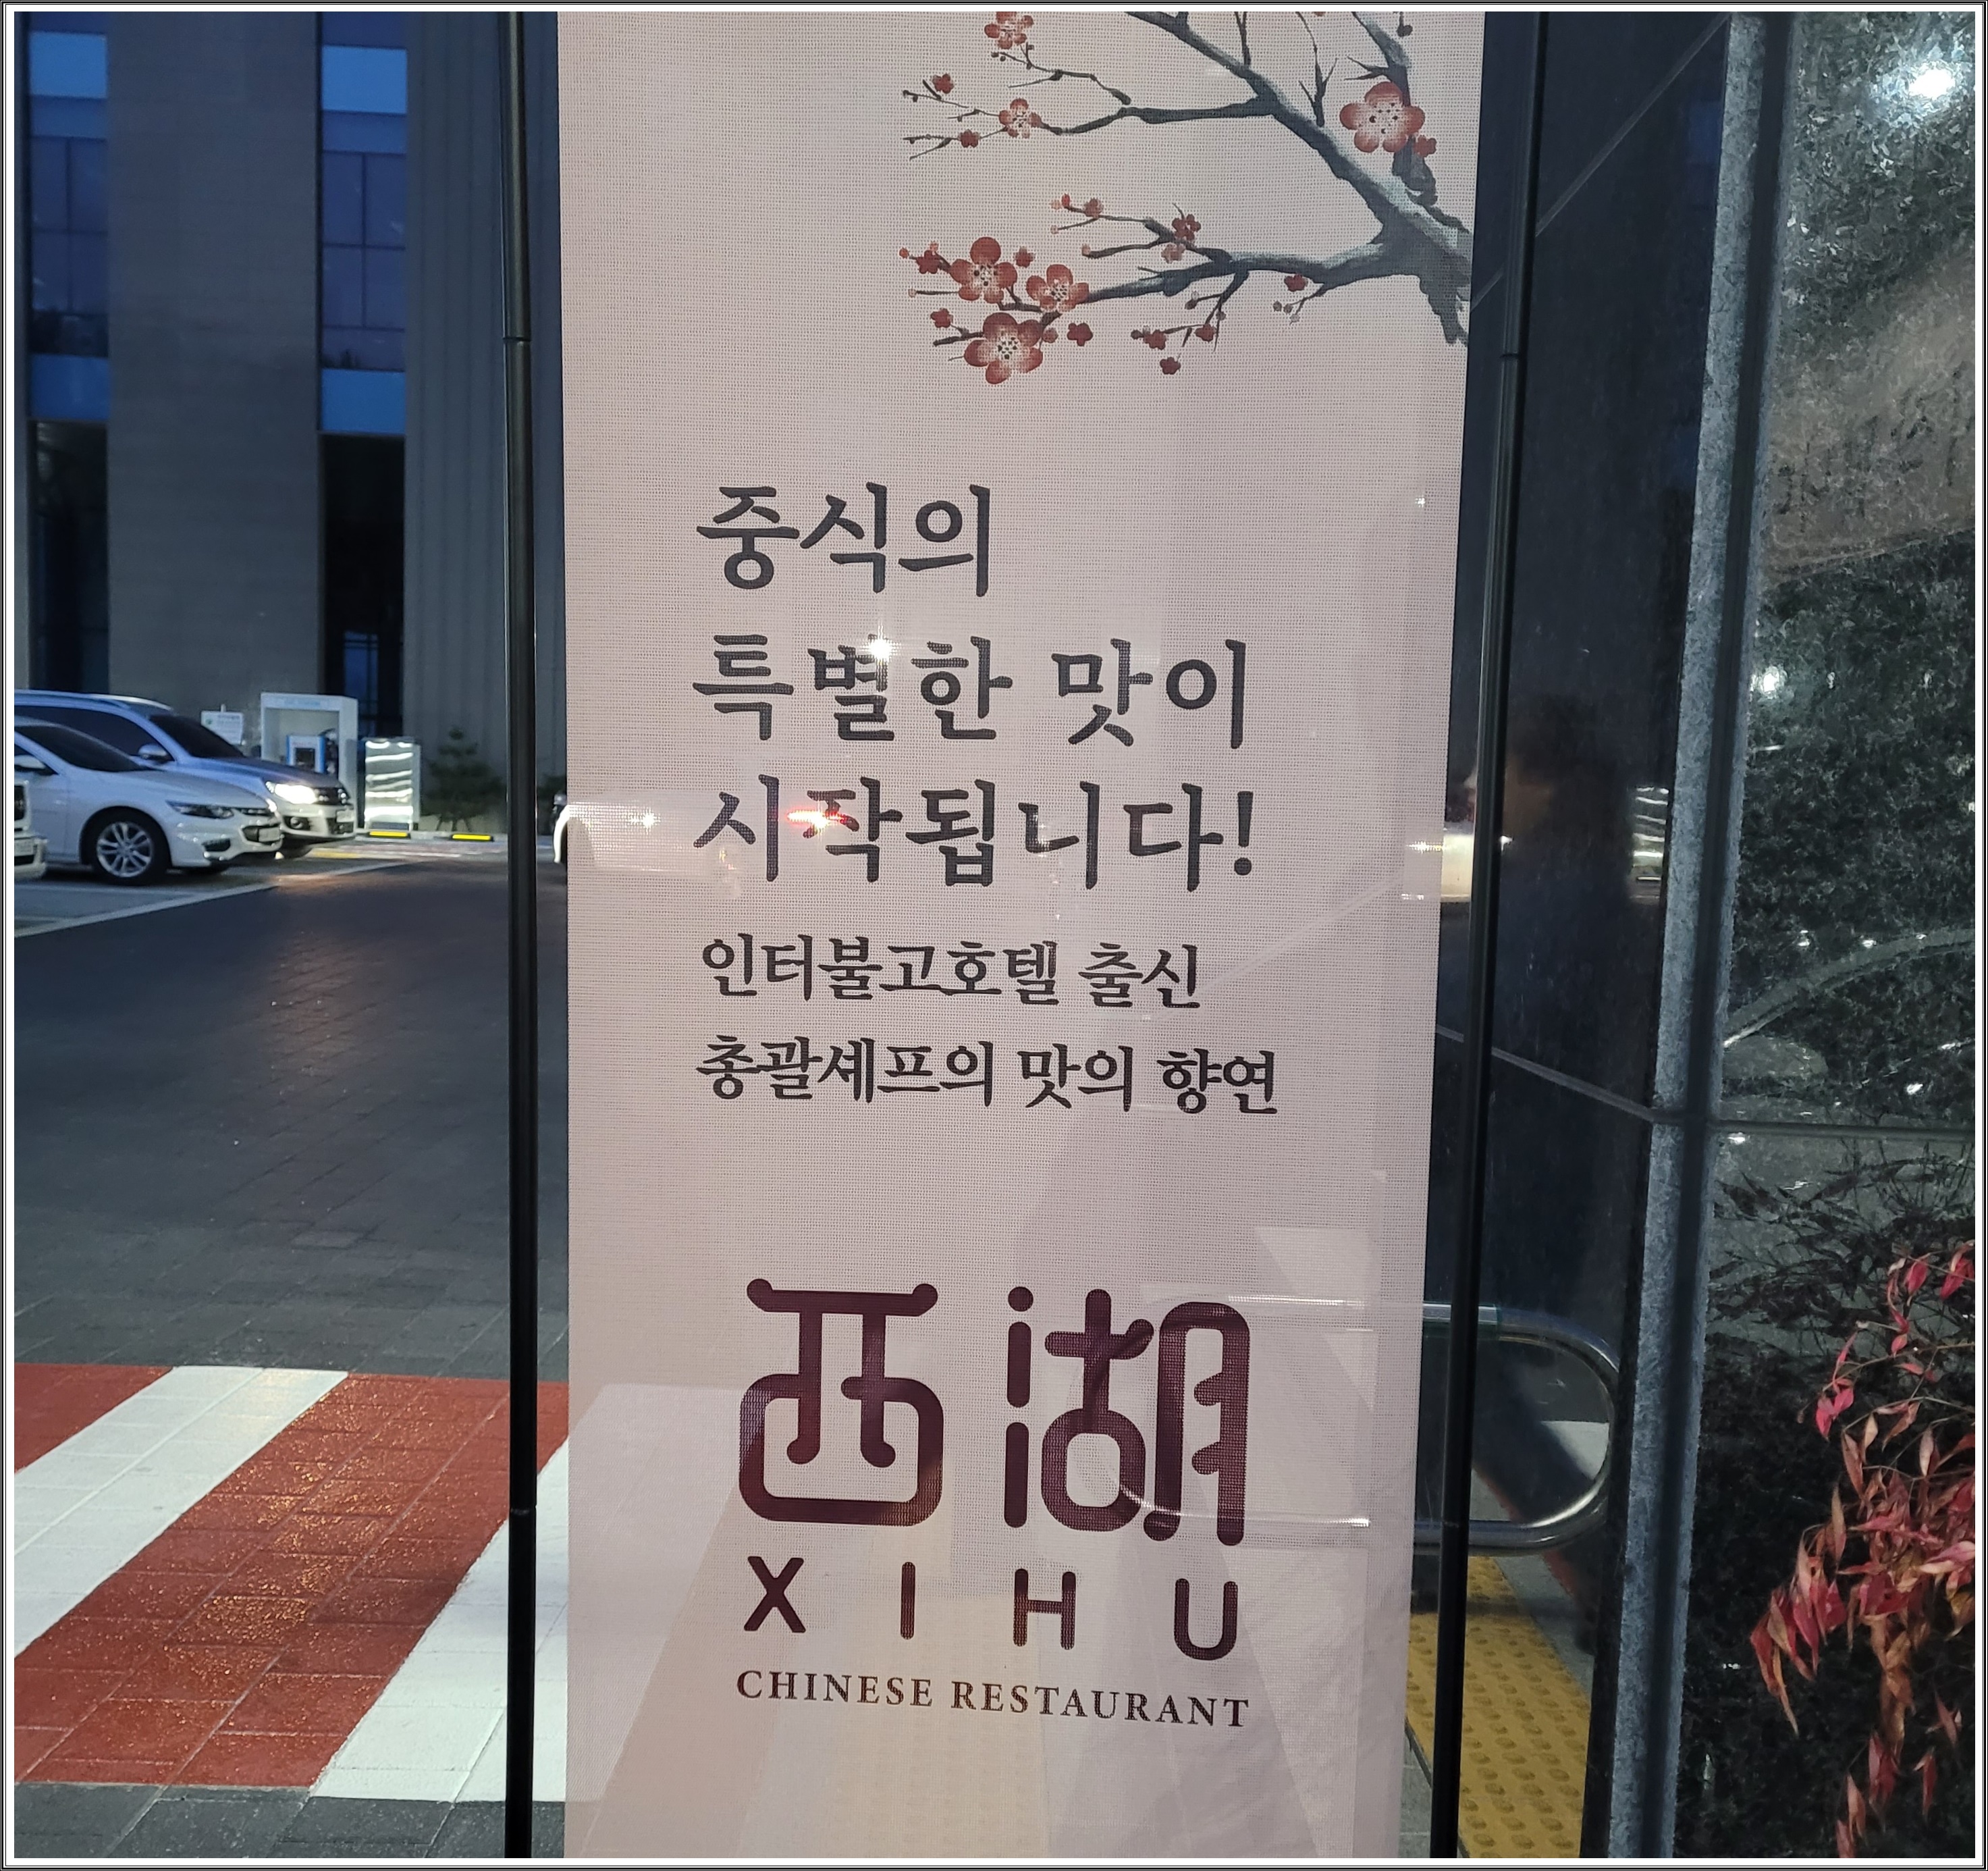 중식의
특별한 맛이
시작됩니다!
인터불고호텔 출신
총괄셰프의 맛의 향연
西湖
XIHU
CHINESE RESTAURANT